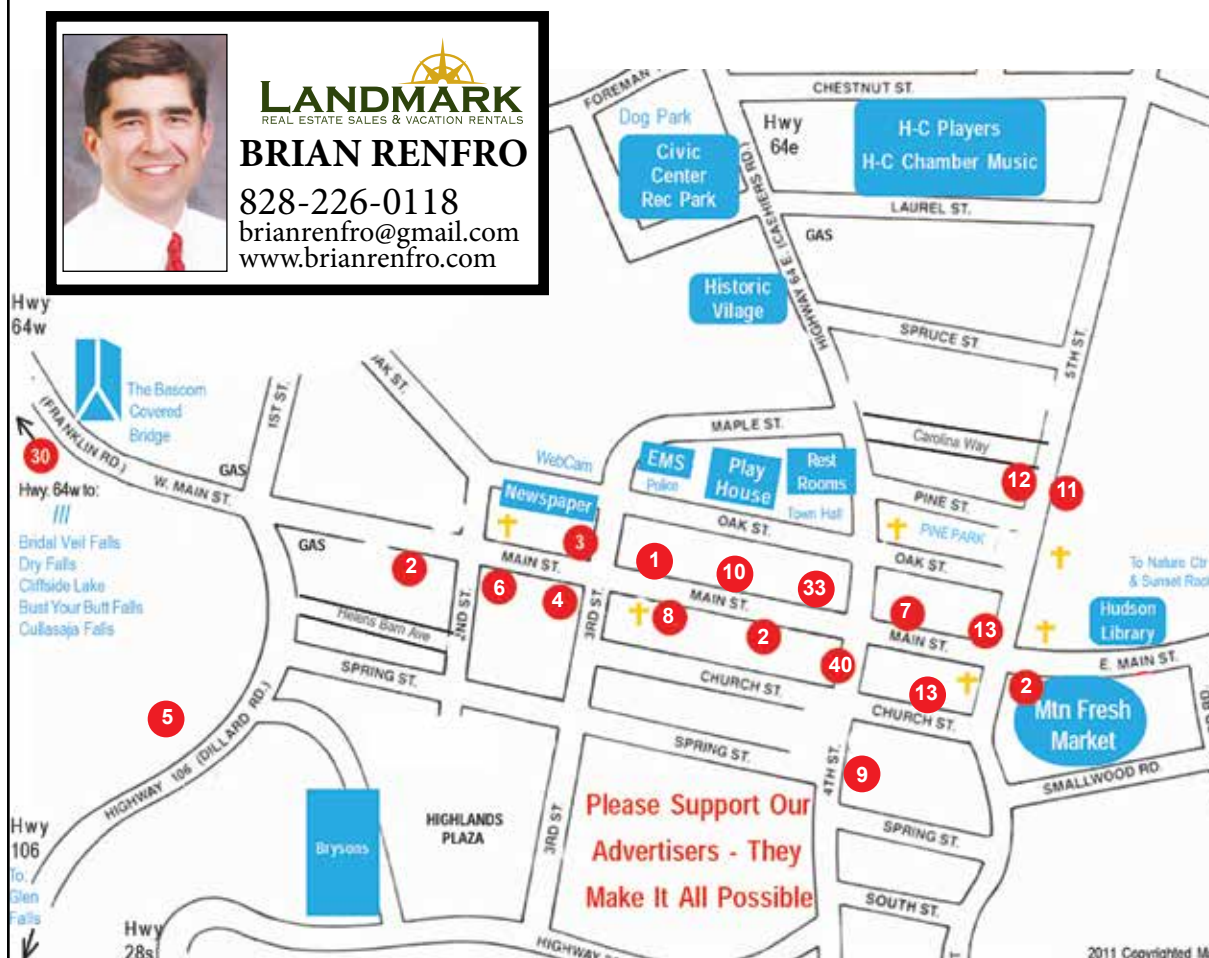 LANDMARK
REAL ESTATE SALES & VACATION RENTALS
BRIAN RENFRO
828-226-0118
brianrenfro@gmail.com
www.brianrenfro.com
FOREMAN
Dog Park
Civic
Center
Rec Park
Hwy
64e
CHESTNUT ST.
H-C Players
H-C Chamber Music
LAUREL ST.
GAS
HIGHWAY 64 E. (CASHIERS RD.)
Historic
Vilage
SPRUCE ST
5TH ST.
Hwy
64w
The Bascom
Covered
Bridge
(FRANKLIN RD.)
30
W. MAIN ST.
GAS
1ST ST.
Hwy. 64w to:
Bridal Veil Falls
Dry Falls
Cliffside Lake
Bust Your Butt Falls
Cullasaja Falls
MAPLE ST.
WebCam
Newspaper
EMS
Police
Play
House
Rest
Rooms
Town Hall
Carolina Way
12
11
PINE ST.
PINE PARK
OAK ST.
OAK ST.
GAS
2
3
MAIN ST.
6
4
1
10
33
MAIN ST.
8
2
40
7
13
MAIN ST.
13
To Nature Ctr
& Sunset Rock
Hudson
Library
E. MAIN ST.
2
Mtn Fresh
Market
SMALLWOOD RD.
Helens Barn Ave
2ND ST.
3RD ST.
SPRING ST.
CHURCH ST.
CHURCH ST.
SPRING ST.
4TH ST.
9
5
HIGHWAY 106 (DILLARD RD.)
Hwy
106
To:
Glen
Falls
Brysons
HIGHLANDS
PLAZA
3RD ST
Please Support Our
Advertisers - They
Make It All Possible
SPRING ST.
SOUTH ST.
Hwy
28s
HIGHWAY
2011 Copyrighted